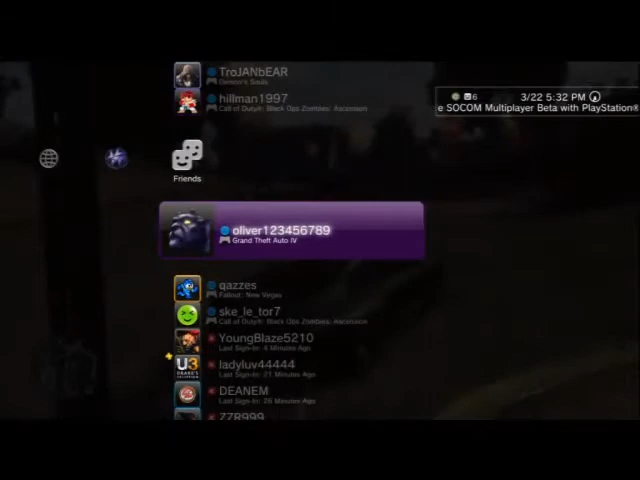 TroJANbEAR
Demon's Souls
hillman1997
Call of Duty®: Black Ops Zombies: Ascension
6
3/22 5:32 PM
e SOCOM Multiplayer Beta with PlayStation®
Friends
oliver123456789
Grand Theft Auto IV
qazzes
Fallout: New Vegas
ske_le_tor7
Call of Duty®: Black Ops Zombies: Ascension
YoungBlaze5210
Last Sign-In: 4 Minutes Ago
U3
DRAKE'S
ladyluv44444
Last Sign-In: 21 Minutes Ago
DEANEM
Last Sign-In: 26 Minutes Ago
ZZR999